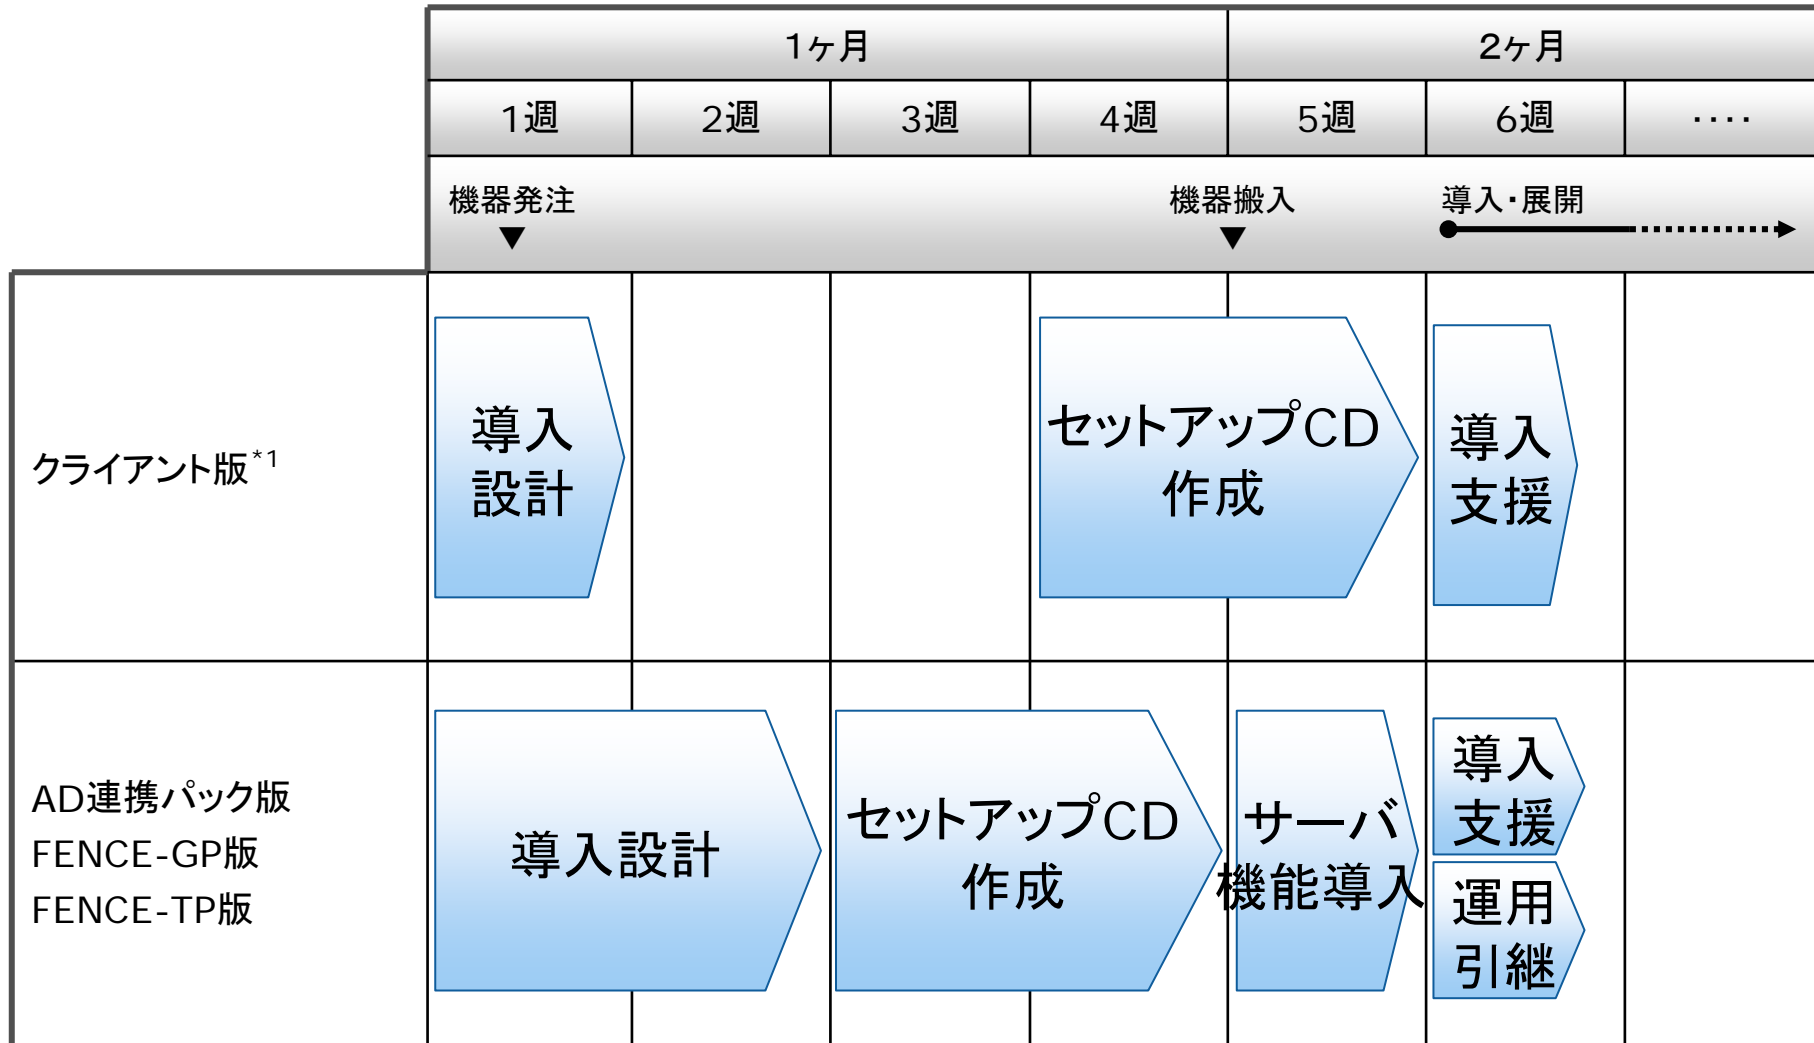 1ヶ月
2ヶ月
1週
2週
3週
4週
5週
6週
････
機器発注
機器搬入
導入・展開
▼
▼
クライアント版*1
導入
設計
セットアップCD
作成
導入
支援
AD連携パック版
FENCE-GP版
FENCE-TP版
導入設計
セットアップCD
作成
サーバ
機能導入
導入
支援
運用
引継